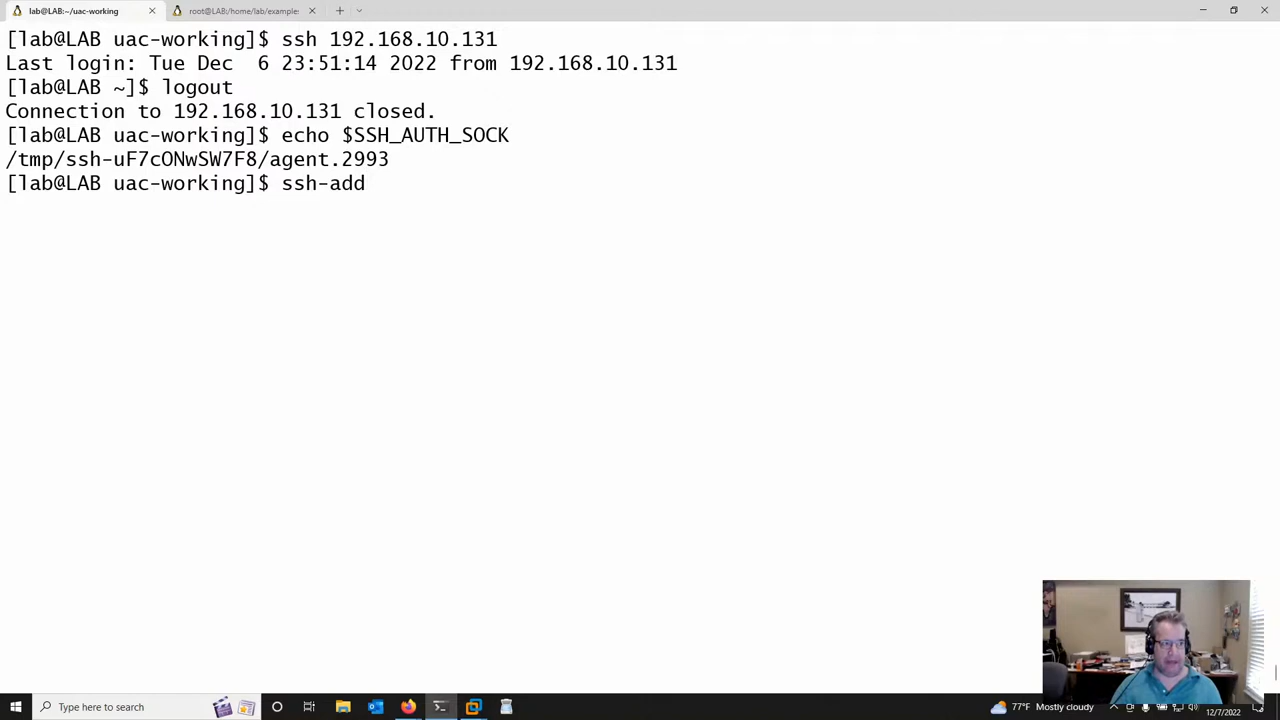 lab@LAB:~/uac-working
root@LAB:/home/lab/example
[lab@LAB uac-working]$ ssh 192.168.10.131
Last login: Tue Dec  6 23:51:14 2022 from 192.168.10.131
[lab@LAB ~]$ logout
Connection to 192.168.10.131 closed.
[lab@LAB uac-working]$ echo $SSH_AUTH_SOCK
/tmp/ssh-uF7cONwSW7F8/agent.2993
[lab@LAB uac-working]$ ssh-add
Type here to search
77°F Mostly cloudy
12/7/2022